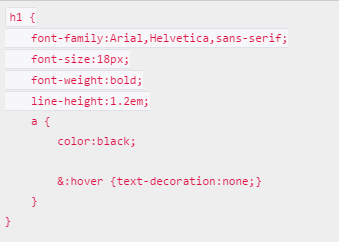 h1 {
    font-family:Arial,Helvetica,sans-serif;
    font-size:18px;
    font-weight:bold;
    line-height:1.2em;
    a {
        color:black;
        &:hover {text-decoration:none;}
    }
}